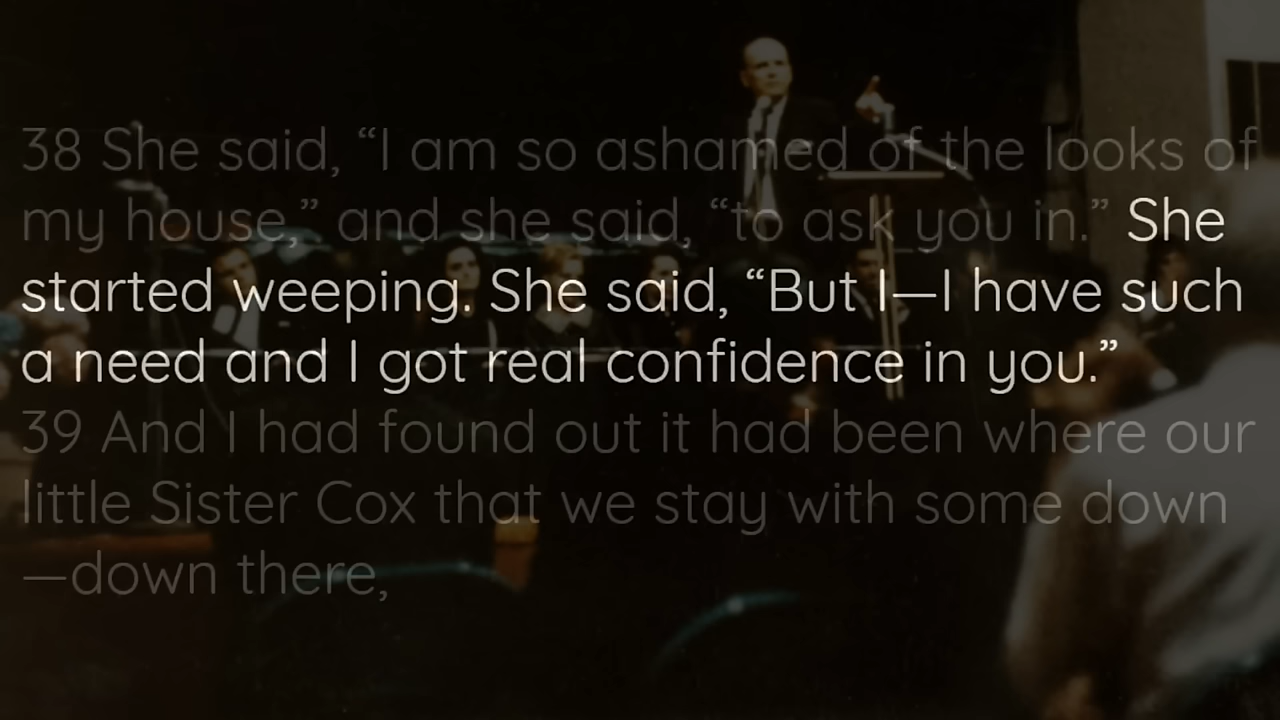 38 She said, “I am so ashamed of the looks of
my house,” and she said, “to ask you in.” She
started weeping. She said, “But I—I have such
a need and I got real confidence in you.”
39 And I had found out it had been where our
little Sister Cox that we stay with some down
—down there,